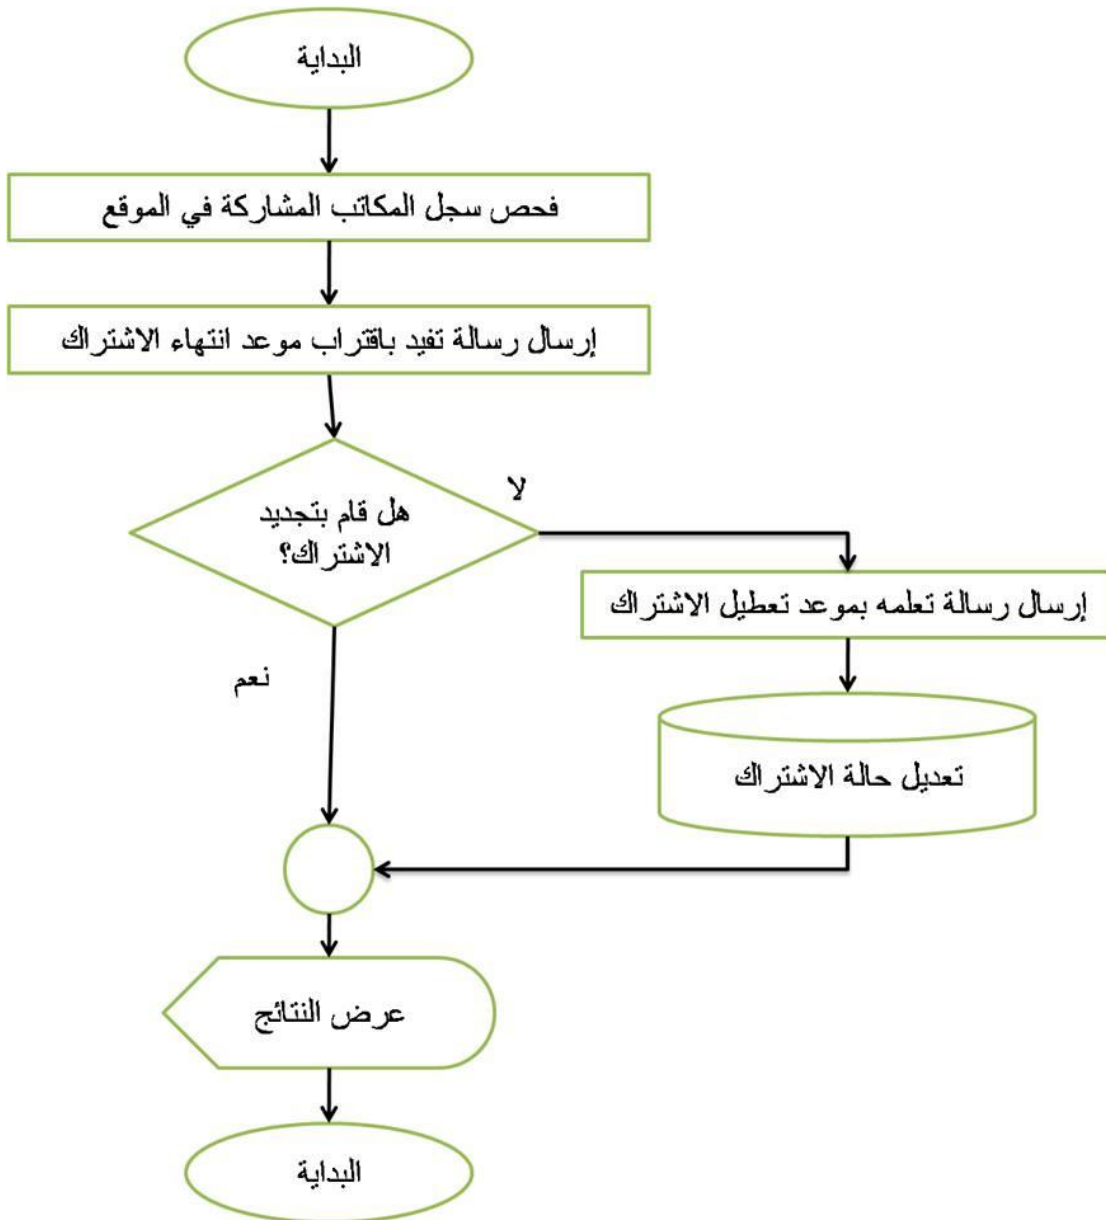 البداية
فحص سجل المكاتب المشاركة في الموقع
إرسال رسالة تفيد باقتراب موعد انتهاء الاشتراك
هل قام بتجديد
الاشتراك؟
لا
إرسال رسالة تعلمه بموعد تعطيل الاشتراك
نعم
تعديل حالة الاشتراك
عرض النتائج
البداية